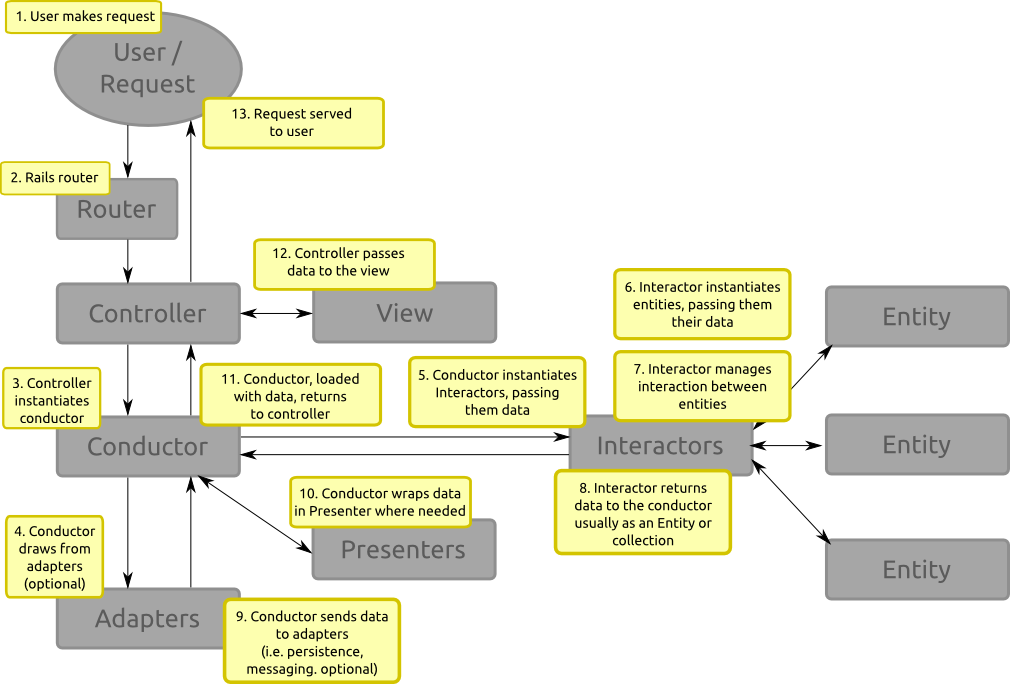 1. User makes request
User /
Request
13. Request served
to user
2. Rails router
Router
12. Controller passes
data to the view
Controller
View
6. Interactor instantiates
entities, passing them
their data
Entity
3. Controller
instantiates
conductor
11. Conductor, loaded
with data, returns
to controller
5. Conductor instantiates
Interactors, passing
them data
7. Interactor manages
interaction between
entities
Conductor
Interactors
Entity
10. Conductor wraps data
in Presenter where needed
8. Interactor returns
data to the conductor
usually as an Entity or
collection
4. Conductor
draws from
adapters
(optional)
Presenters
Entity
Adapters
9. Conductor sends data
to adapters
(i.e. persistence,
messaging. optional)